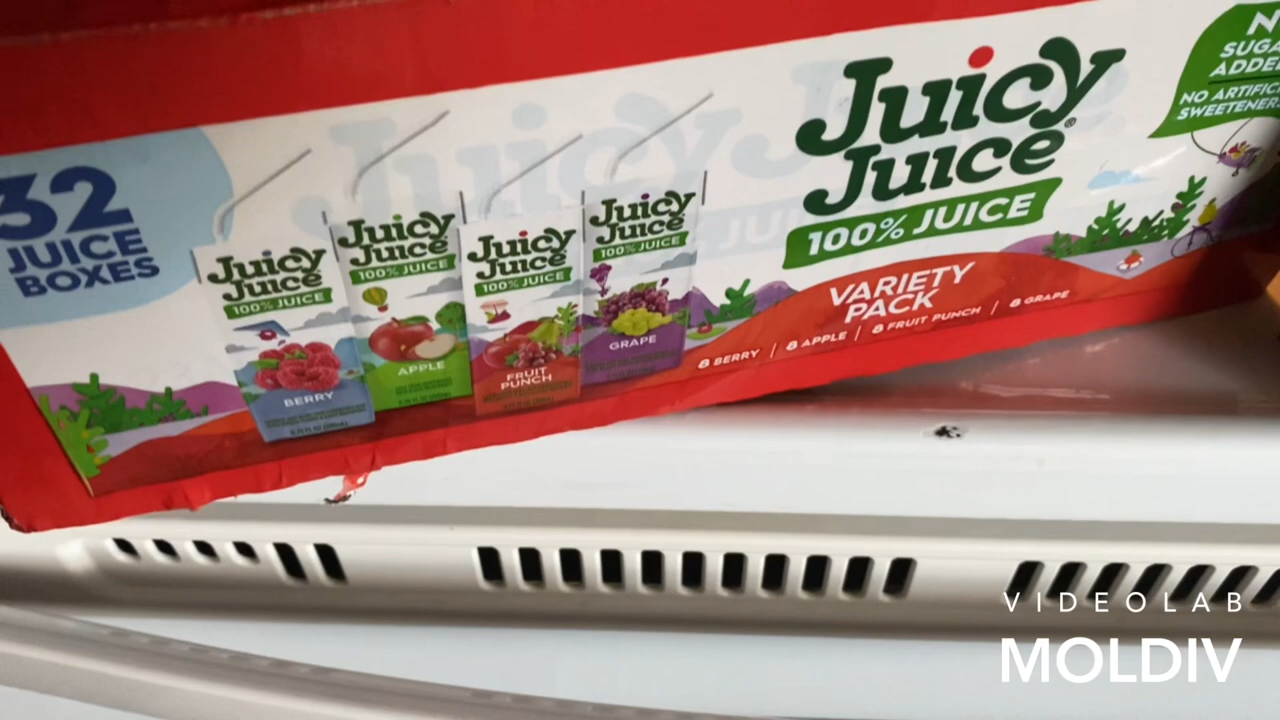 32
JUICE
BOXES
Juicy
Juice
100% JUICE
BERRY
Juicy
Juice
100% JUICE
APPLE
Juicy
Juice
100% JUICE
FRUIT
PUNCH
Juicy
Juice
100% JUICE
GRAPE
Juicy
Juice®
100% JUICE
VARIETY
PACK
8 BERRY | 8 APPLE | 8 FRUIT PUNCH | 8 GRAPE
NO ARTIFIC
SWEETENER
VIDEOLAB
MOLDIV